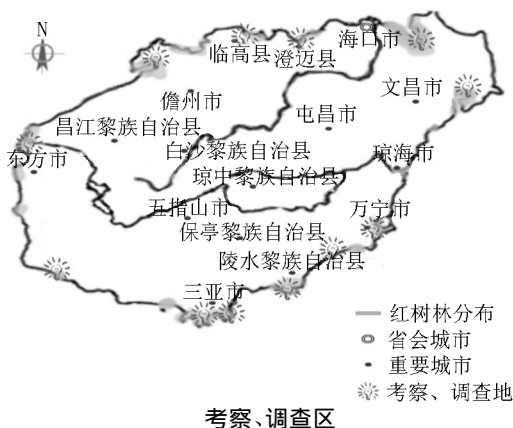 N
海口市
临高县
澄迈县
文昌市
儋州市
屯昌市
昌江黎族自治县
白沙黎族自治县
东方市
琼海市
琼中黎族自治县
五指山市
万宁市
保亭黎族自治县
陵水黎族自治县
三亚市
红树林分布
省会城市
重要城市
考察、调查地
考察、调查区